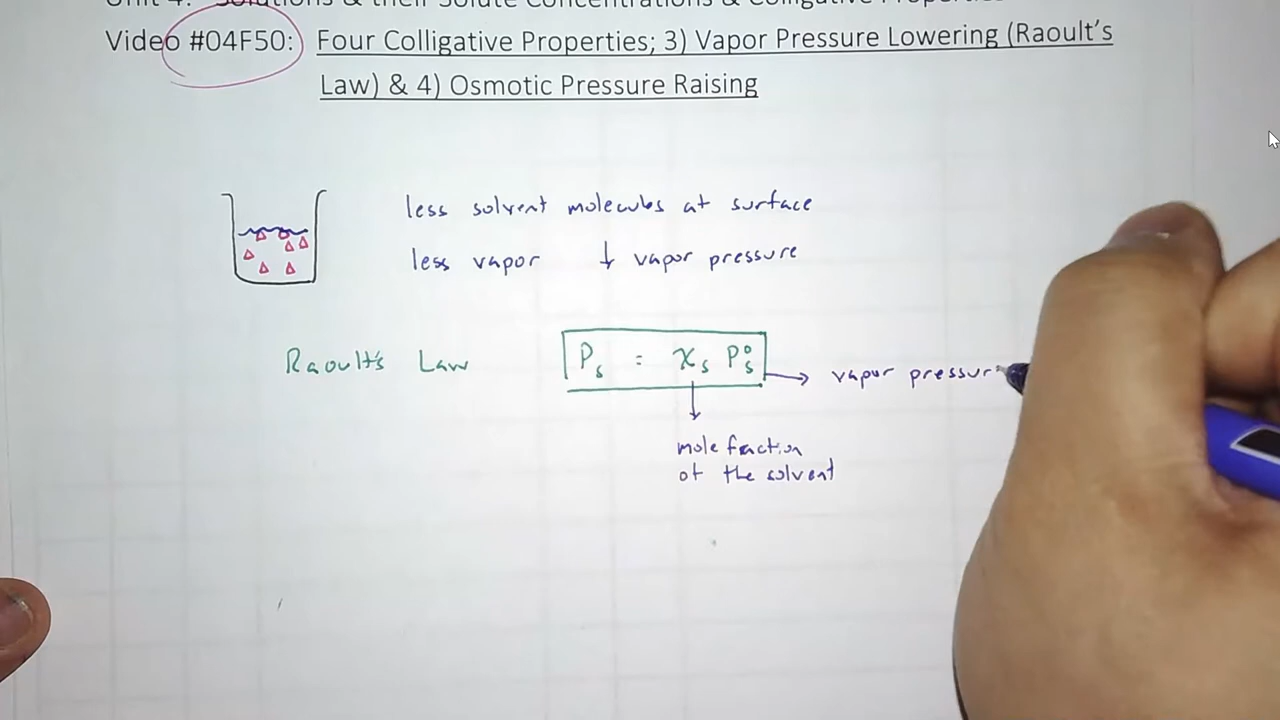 Video #04F50: Four Colligative Properties; 3) Vapor Pressure Lowering (Raoult's
Law) & 4) Osmotic Pressure Raising
less solvent molecules at surface
less vapor ↓ vapor pressure
Raoult's Law Pₛ = χₛ P°ₛ → vapor pressur
mole fraction
of the solvent